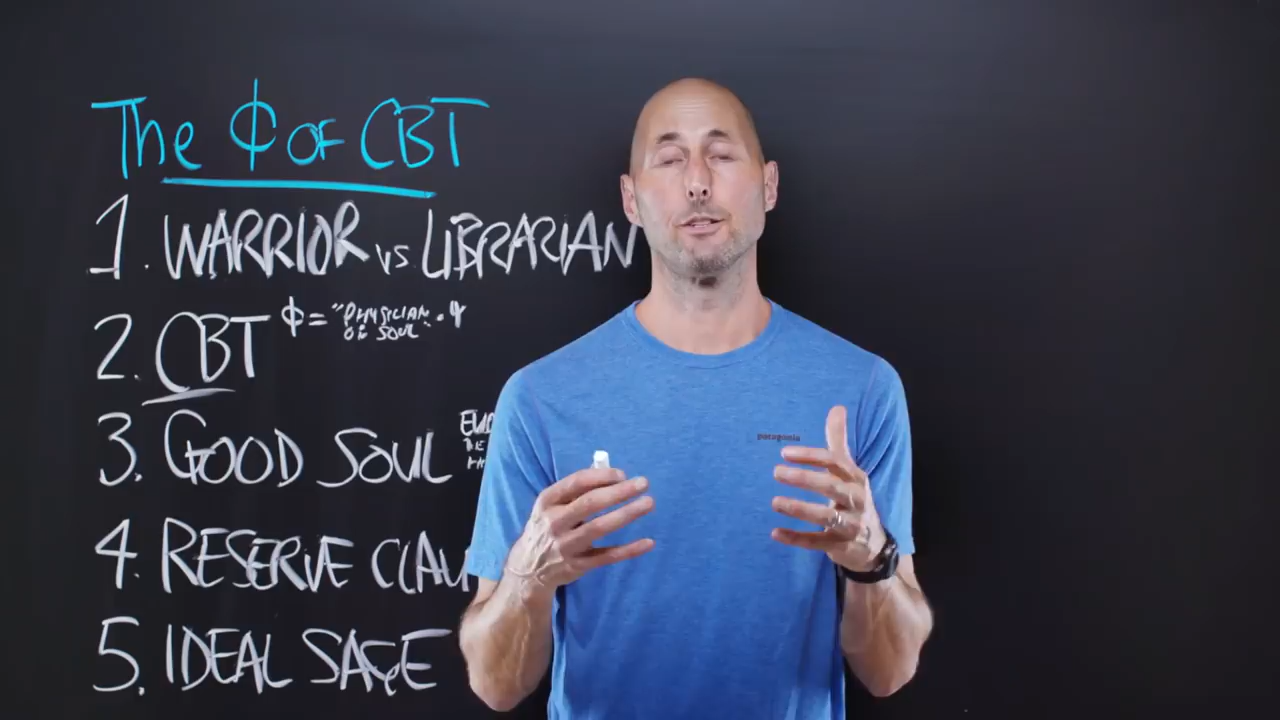 The Φ OF CBT
1. WARRIOR vs LIBRARIAN
2. CBT Φ = "PHYSICIAN
OF SOUL"
3. GOOD SOUL
4. RESERVE CLAU
5. IDEAL SAGE
patagonia